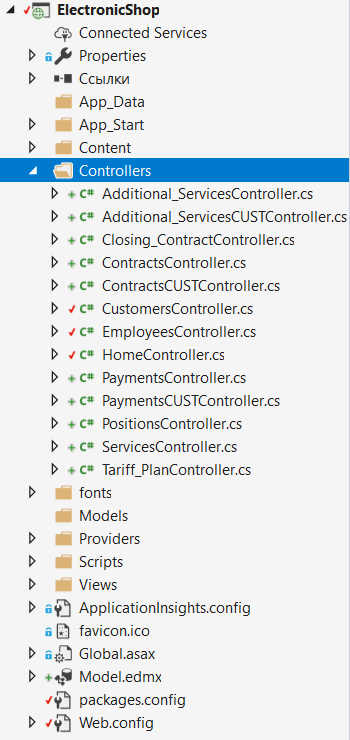 ElectronicShop
Connected Services
Properties
Ссылки
App_Data
App_Start
Content
Controllers
C# Additional_ServicesController.cs
C# Additional_ServicesCUSTController.cs
C# Closing_ContractController.cs
C# ContractsController.cs
C# ContractsCUSTController.cs
C# CustomersController.cs
C# EmployeesController.cs
C# HomeController.cs
C# PaymentsController.cs
C# PaymentsCUSTController.cs
C# PositionsController.cs
C# ServicesController.cs
C# Tariff_PlanController.cs
fonts
Models
Providers
Scripts
Views
ApplicationInsights.config
favicon.ico
Global.asax
Model.edmx
packages.config
Web.config